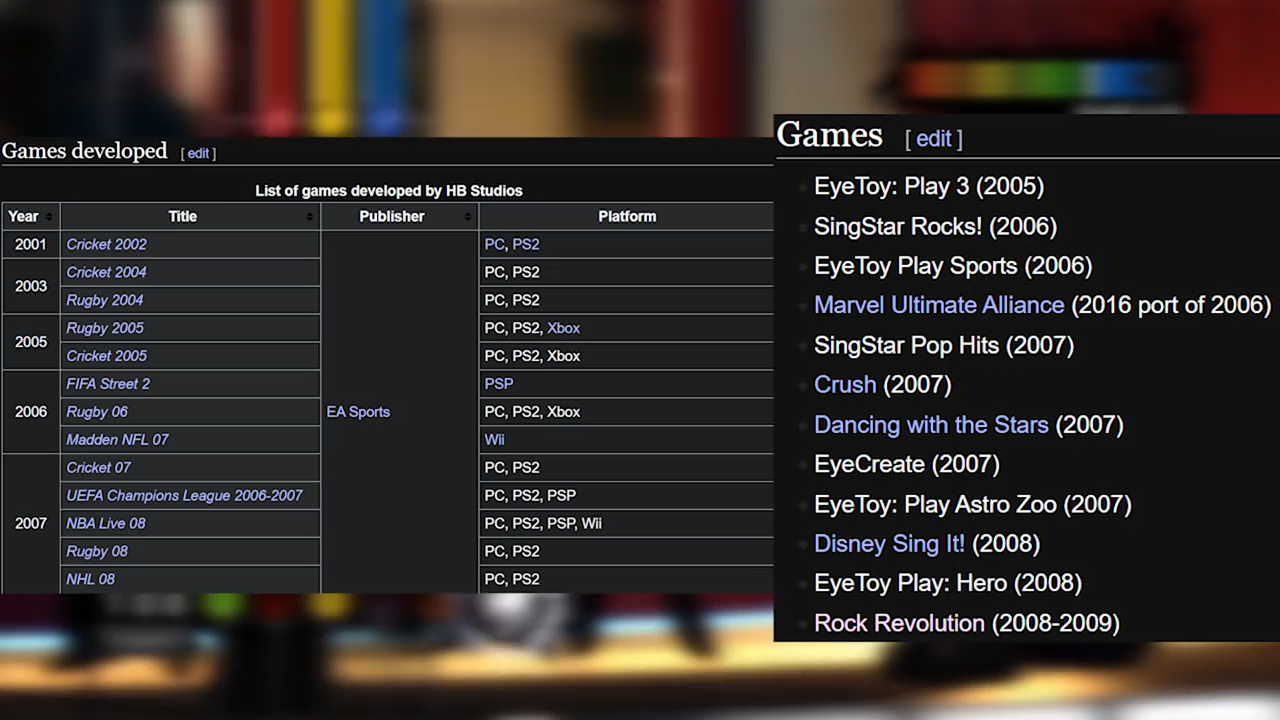 Games developed [ edit ]
List of games developed by HB Studios
Year Title Publisher Platform
2001 Cricket 2002 PC, PS2
2003 Cricket 2004 PC, PS2
Rugby 2004 PC, PS2
2005 Rugby 2005 PC, PS2, Xbox
Cricket 2005 PC, PS2, Xbox
2006 FIFA Street 2 PSP
Rugby 06 EA Sports PC, PS2, Xbox
Madden NFL 07 Wii
2007 Cricket 07 PC, PS2
UEFA Champions League 2006-2007 PC, PS2, PSP
NBA Live 08 PC, PS2, PSP, Wii
Rugby 08 PC, PS2
NHL 08 PC, PS2
Games [ edit ]
EyeToy: Play 3 (2005)
SingStar Rocks! (2006)
EyeToy Play Sports (2006)
Marvel Ultimate Alliance (2016 port of 2006)
SingStar Pop Hits (2007)
Crush (2007)
Dancing with the Stars (2007)
EyeCreate (2007)
EyeToy: Play Astro Zoo (2007)
Disney Sing It! (2008)
EyeToy Play: Hero (2008)
Rock Revolution (2008-2009)